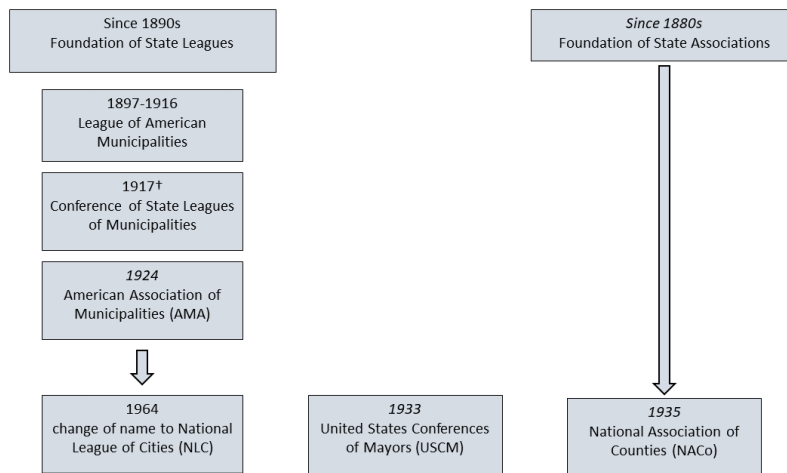 Since 1890s
Foundation of State Leagues
Since 1880s
Foundation of State Associations
1897-1916
League of American
Municipalities
1917†
Conference of State Leagues
of Municipalities
1924
American Association of
Municipalities (AMA)
1964
change of name to National
League of Cities (NLC)
1933
United States Conferences
of Mayors (USCM)
1935
National Association of
Counties (NACo)